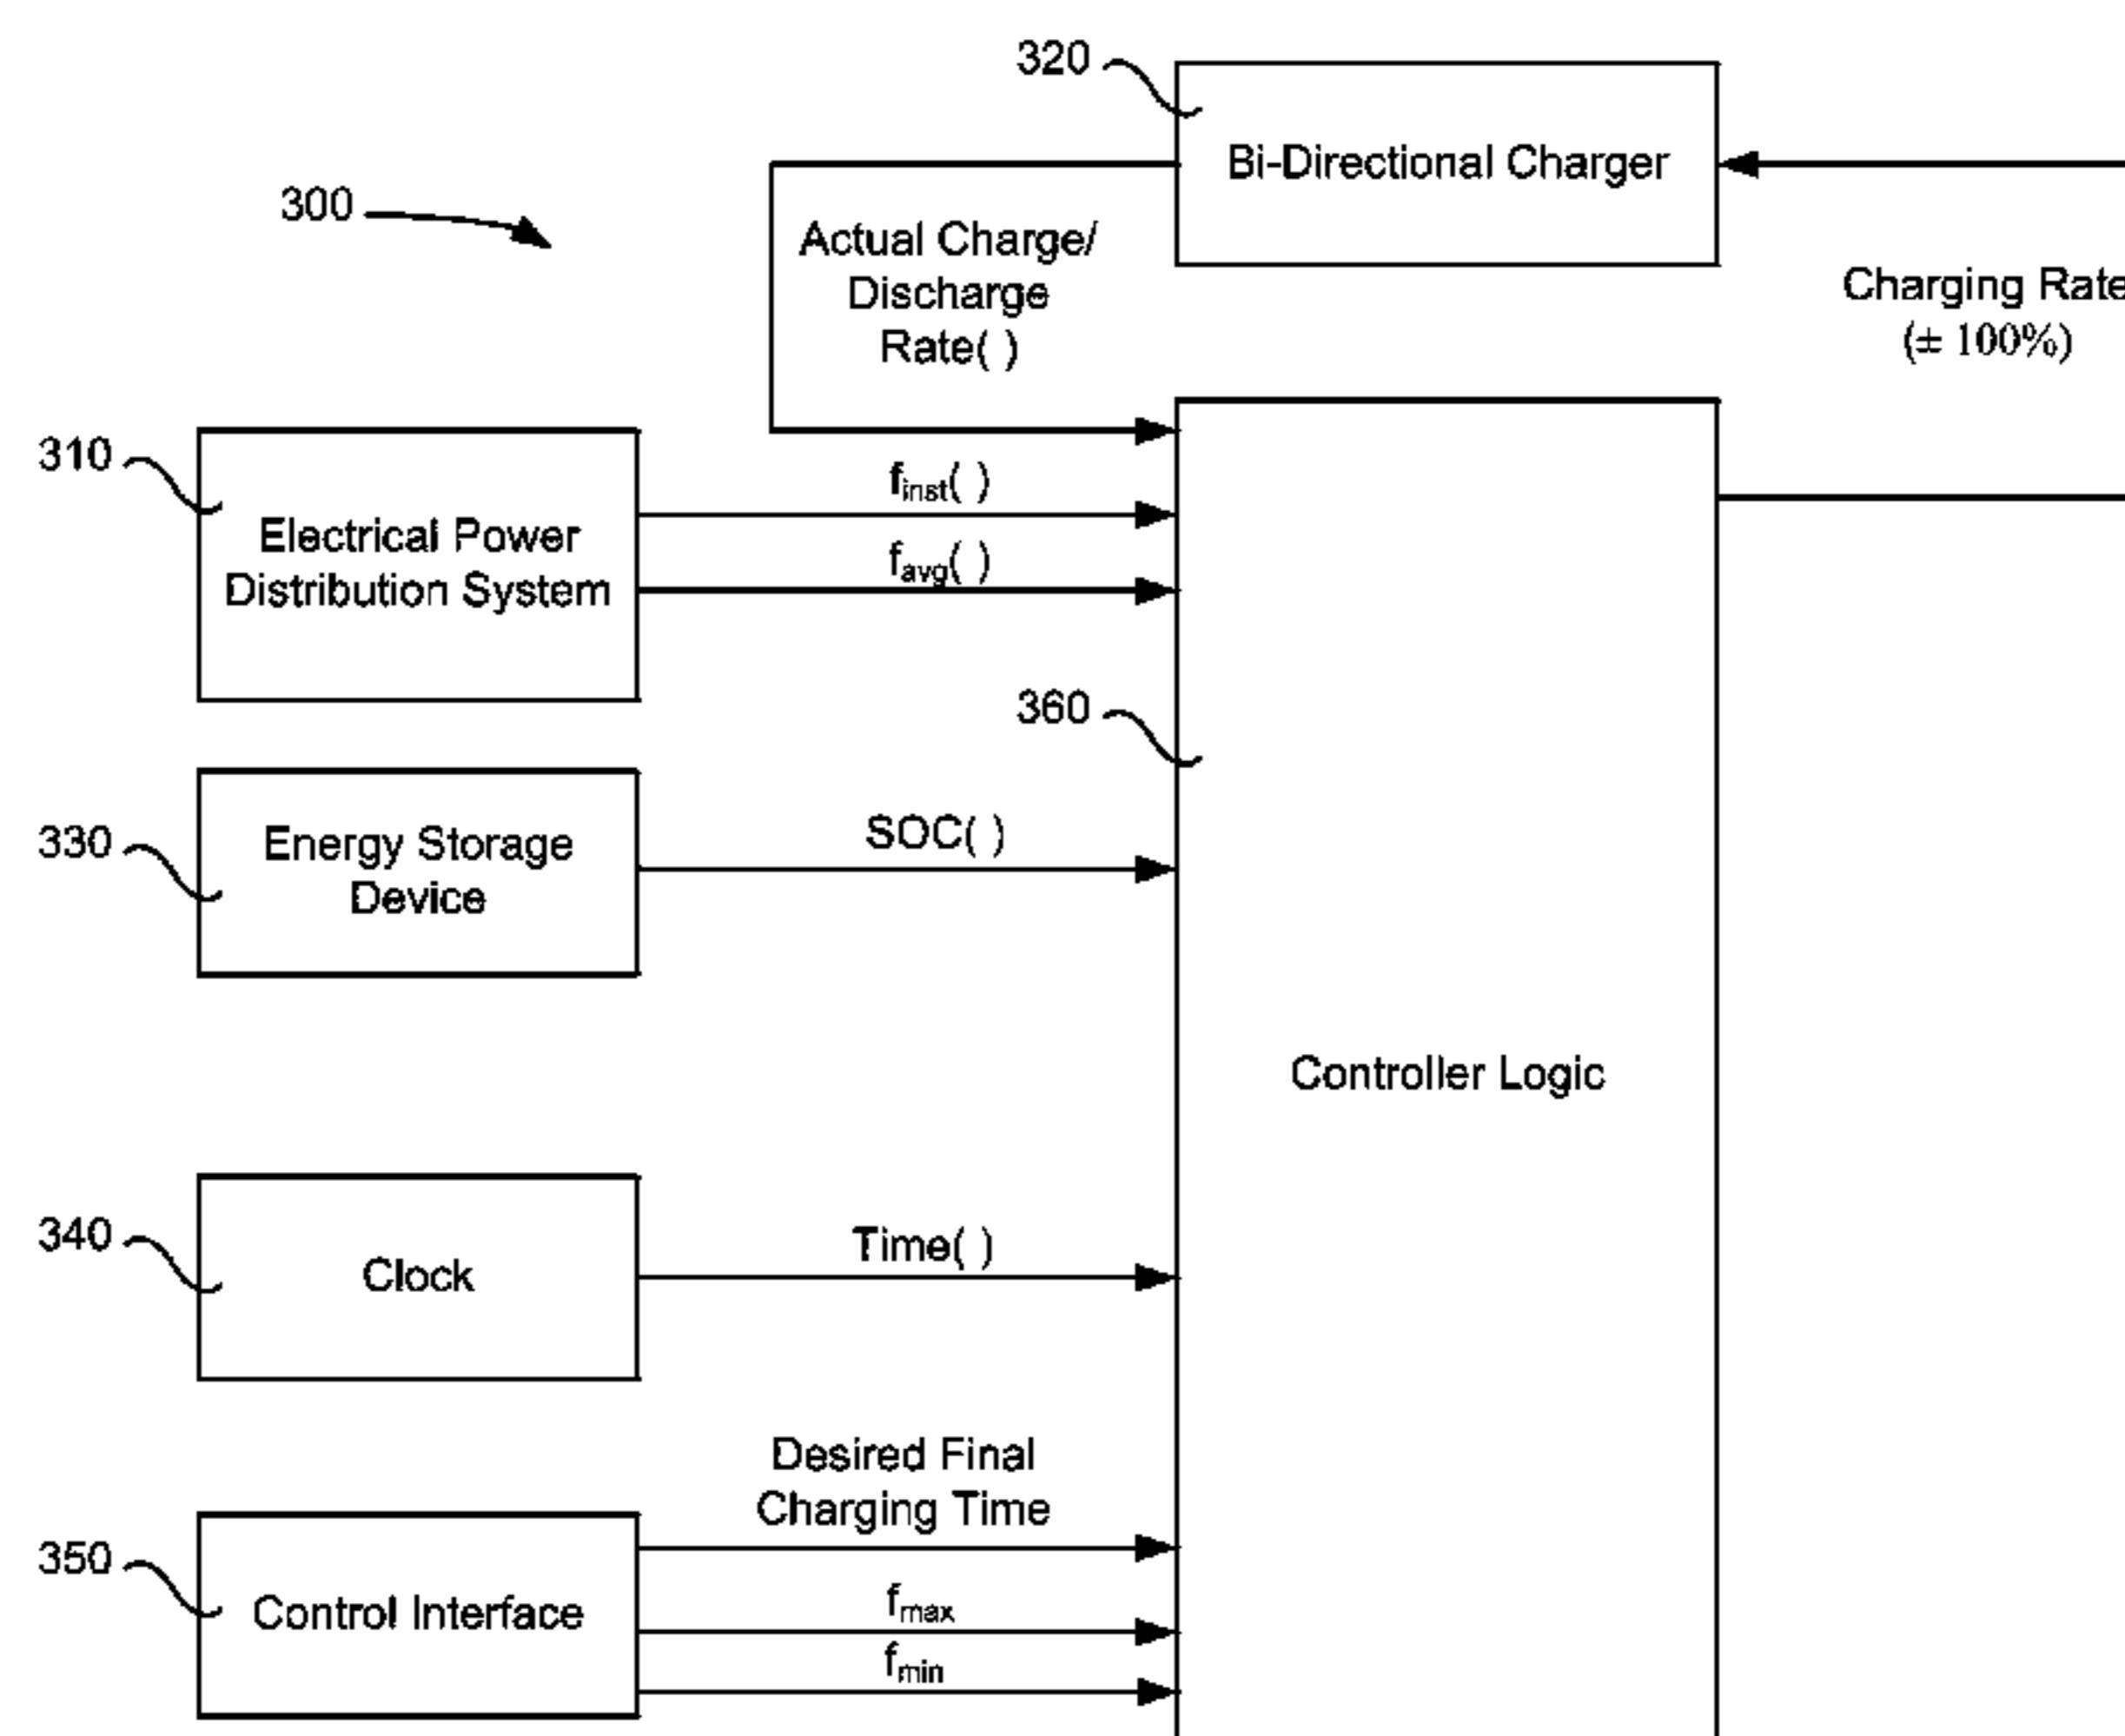 320
Bi-Directional Charger
300
Actual Charge/
Discharge
Rate( )
Charging Rate
(± 100%)
310
Electrical Power
Distribution System
finst( )
favg( )
360
330
Energy Storage
Device
SOC( )
Controller Logic
340
Clock
Time( )
Desired Final
Charging Time
350
Control Interface
fmax
fmin